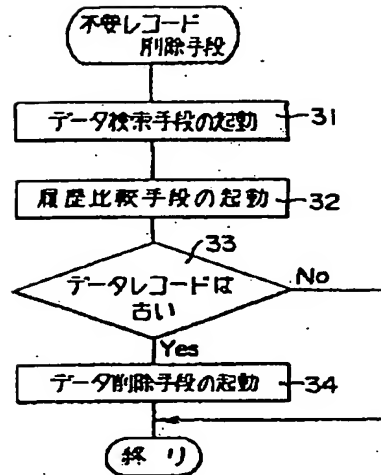 不要レコード
削除手段
データ検索手段の起動
31
履歴比較手段の起動
32
33
データレコードは
古い
No
Yes
データ削除手段の起動
34
終り